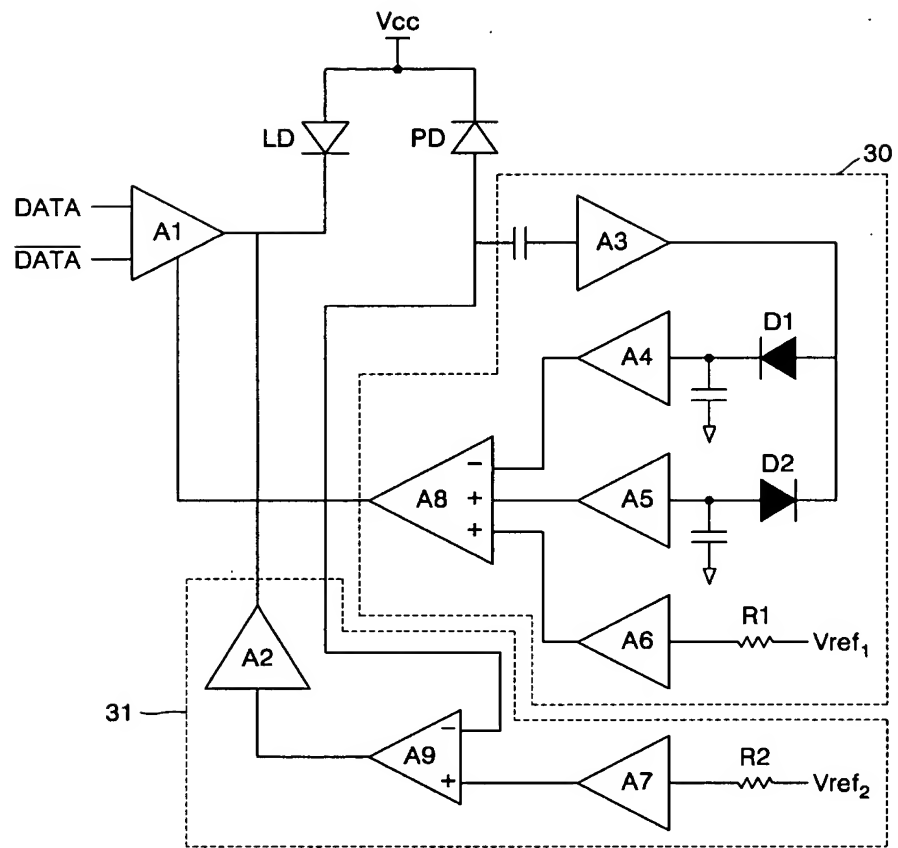 Vcc
LD
PD
30
DATA
D̅A̅T̅A̅
A1
A3
D1
A4
D2
A8
−
+
+
A5
R1
A6
Vref₁
A2
31
A9
−
+
A7
R2
Vref₂